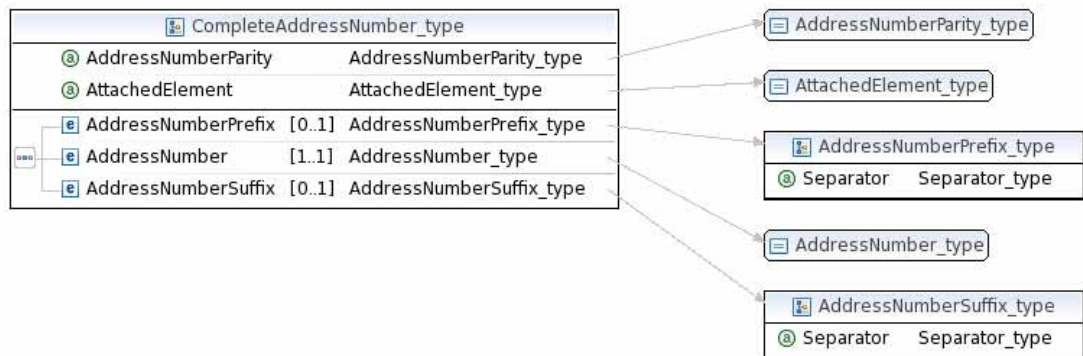 CompleteAddressNumber_type
AddressNumberParity AddressNumberParity_type
AttachedElement AttachedElement_type
AddressNumberPrefix [0..1] AddressNumberPrefix_type
AddressNumber [1..1] AddressNumber_type
AddressNumberSuffix [0..1] AddressNumberSuffix_type
AddressNumberParity_type
AttachedElement_type
AddressNumberPrefix_type
Separator Separator_type
AddressNumber_type
AddressNumberSuffix_type
Separator Separator_type